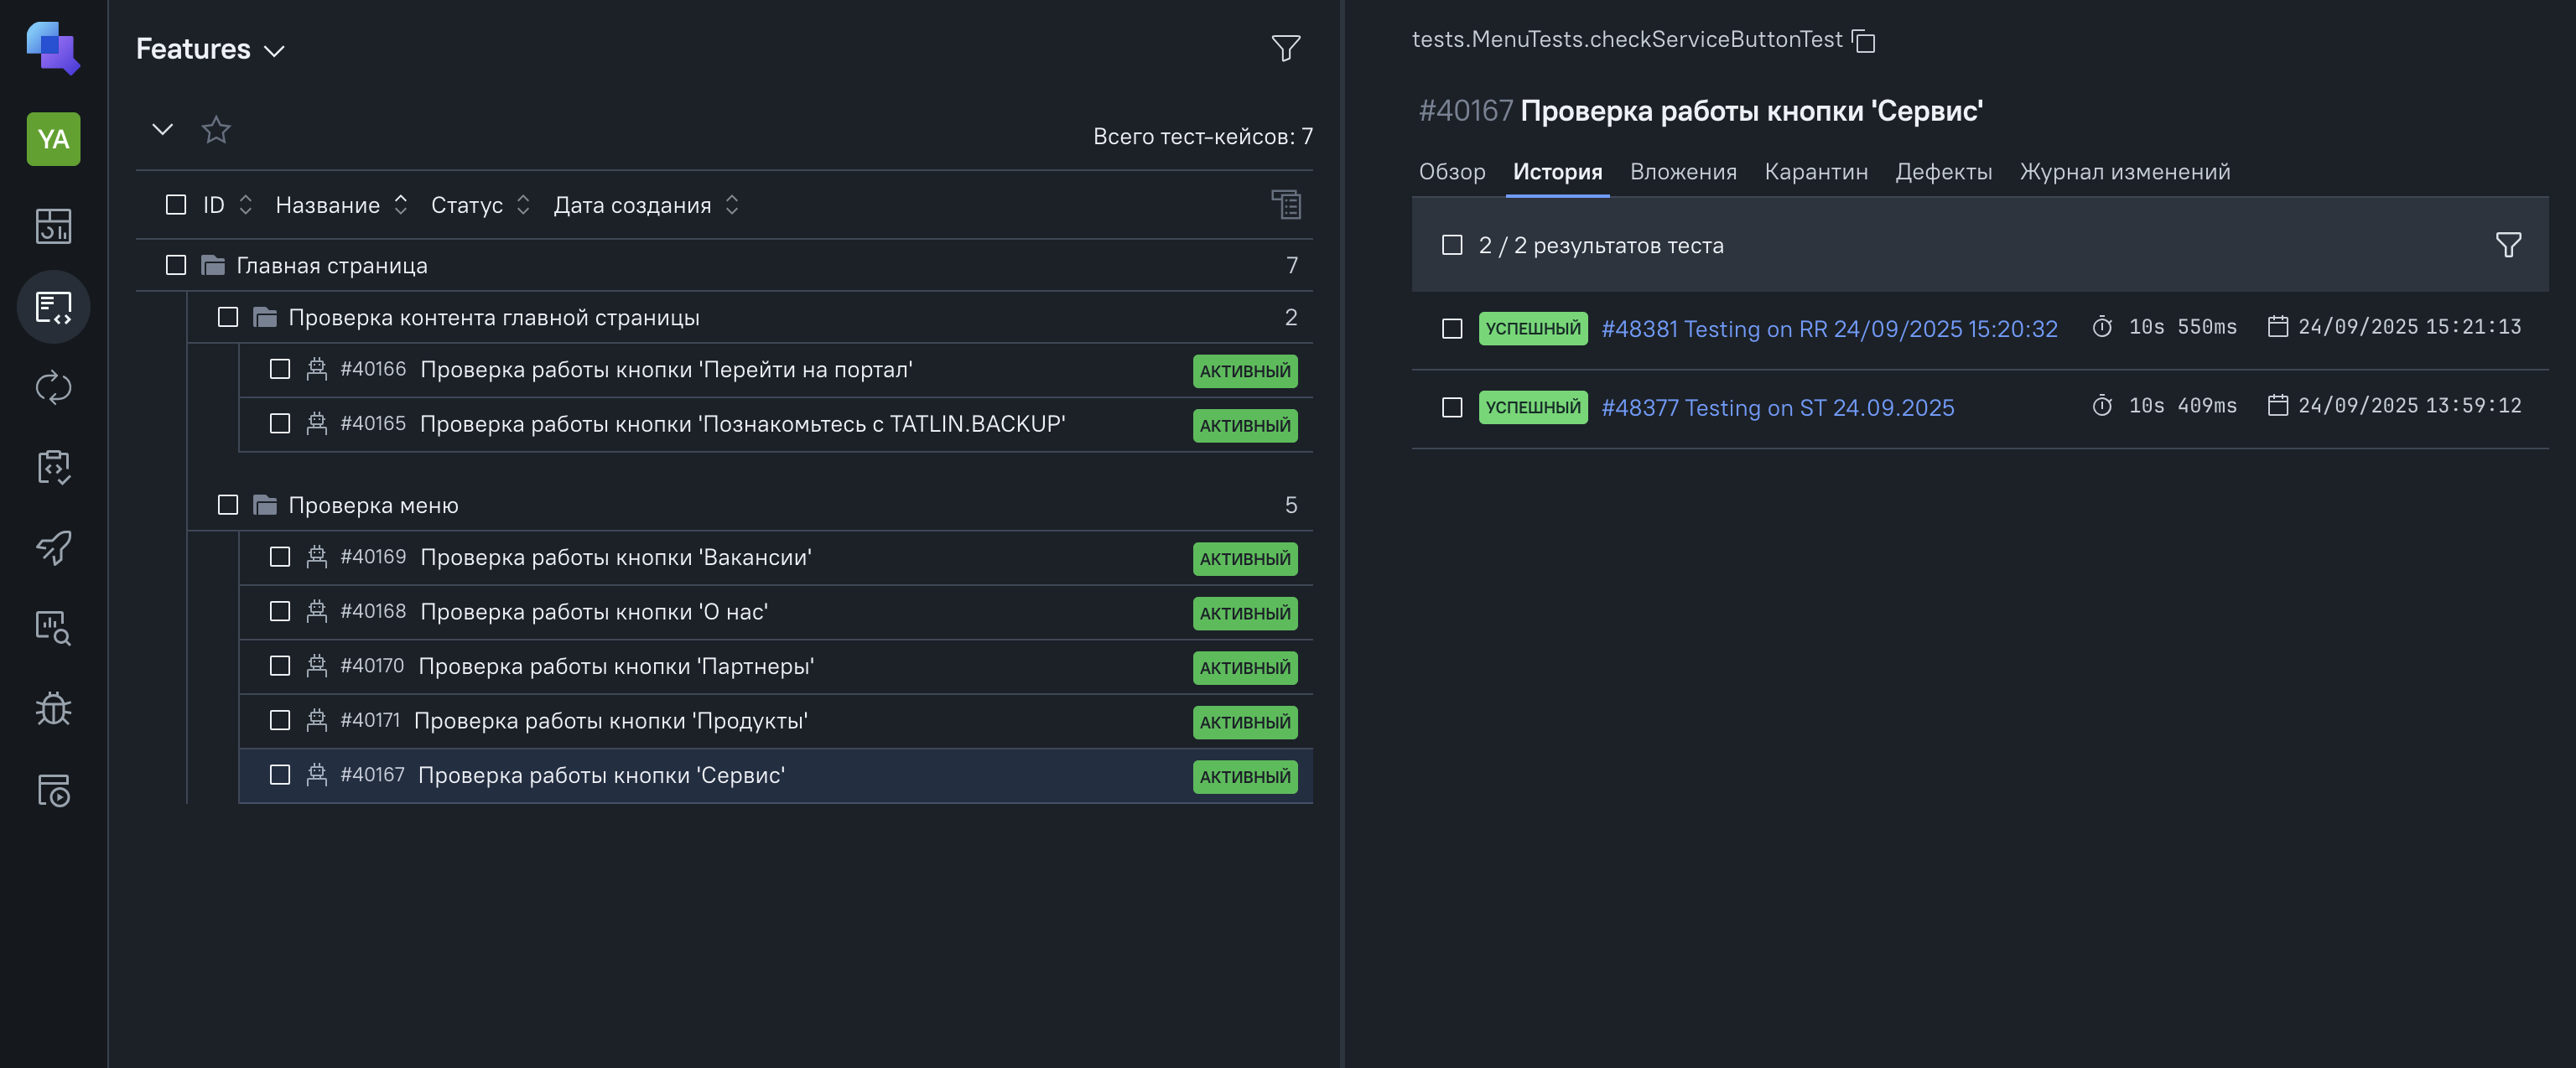 Features
YA
Всего тест-кейсов: 7
ID Название Статус Дата создания
Главная страница 7
Проверка контента главной страницы 2
#40166 Проверка работы кнопки 'Перейти на портал' АКТИВНЫЙ
#40165 Проверка работы кнопки 'Познакомьтесь с TATLIN.BACKUP' АКТИВНЫЙ
Проверка меню 5
#40169 Проверка работы кнопки 'Вакансии' АКТИВНЫЙ
#40168 Проверка работы кнопки 'О нас' АКТИВНЫЙ
#40170 Проверка работы кнопки 'Партнеры' АКТИВНЫЙ
#40171 Проверка работы кнопки 'Продукты' АКТИВНЫЙ
#40167 Проверка работы кнопки 'Сервис' АКТИВНЫЙ
tests.MenuTests.checkServiceButtonTest
#40167 Проверка работы кнопки 'Сервис'
Обзор История Вложения Карантин Дефекты Журнал изменений
2 / 2 результатов теста
УСПЕШНЫЙ #48381 Testing on RR 24/09/2025 15:20:32 10s 550ms 24/09/2025 15:21:13
УСПЕШНЫЙ #48377 Testing on ST 24.09.2025 10s 409ms 24/09/2025 13:59:12